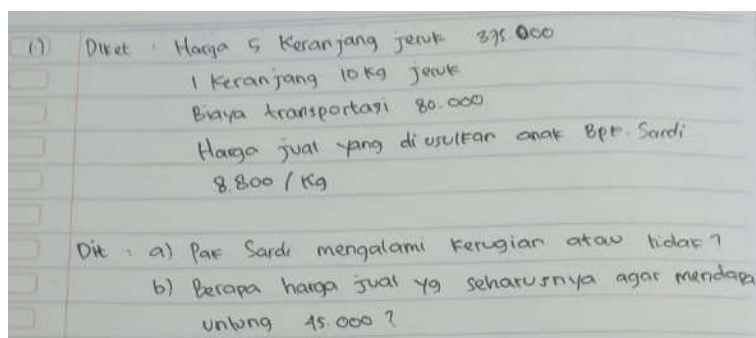 1) Diket : Harga 5 Keranjang jeruk 375.000
1 Keranjang 10 kg jeruk
Biaya transportasi 80.000
Harga jual yang di usulkan anak Bpk. Sardi
8.800 / Kg
Dit : a) Pak Sardi mengalami kerugian atau tidak ?
b) Berapa harga jual yg seharusnya agar mendapa
untung 45.000 ?